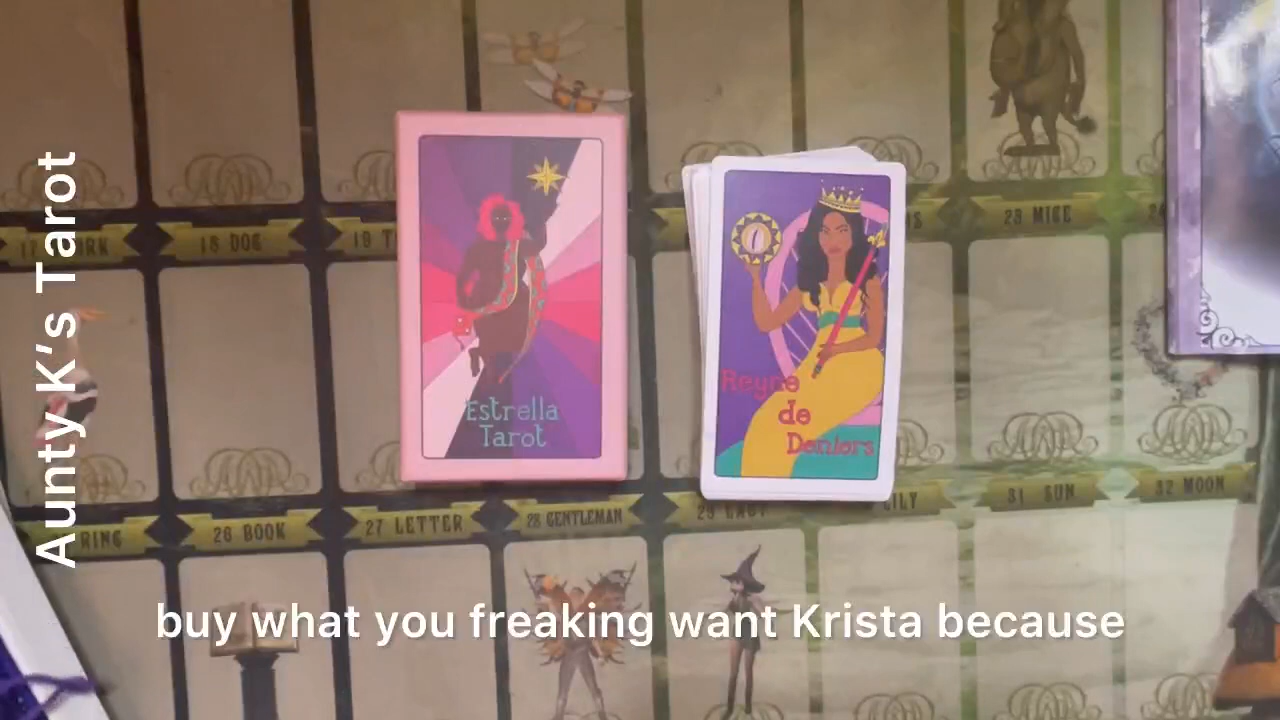 Aunty K's Tarot
18 DOG
23 MICE
Estrella
Tarot
Reyne
de
Deniers
RING
26 BOOK
27 LETTER
28 GENTLEMAN
31 SUN
32 MOON
buy what you freaking want Krista because